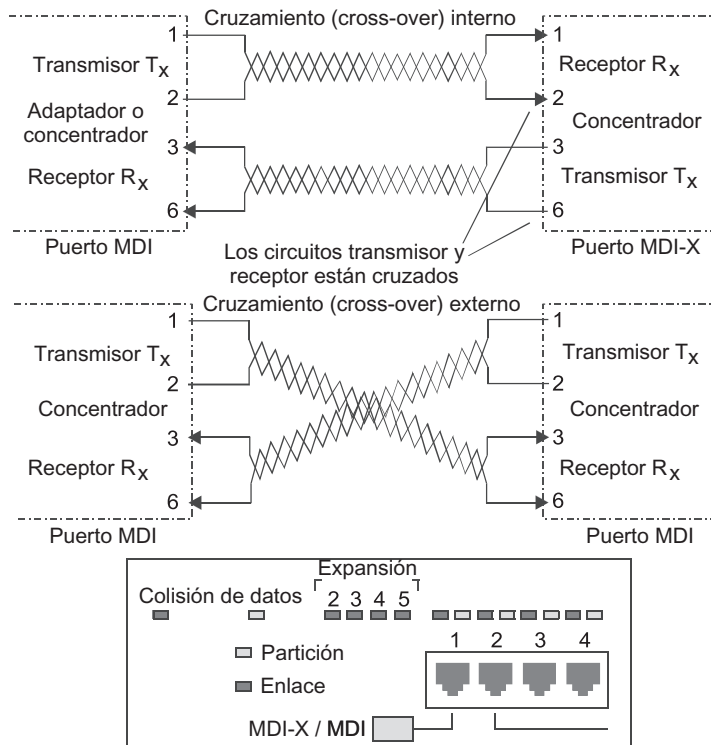 Cruzamiento (cross-over) interno
1
Transmisor Tx
2
Adaptador o
concentrador
3
Receptor Rx
6
Puerto MDI
1
Receptor Rx
2
Concentrador
3
Transmisor Tx
6
Puerto MDI-X
Los circuitos transmisor y
receptor están cruzados
Cruzamiento (cross-over) externo
1
Transmisor Tx
2
Concentrador
3
Receptor Rx
6
Puerto MDI
1
Transmisor Tx
2
Concentrador
3
Receptor Rx
6
Puerto MDI
Expansión
Colisión de datos
2 3 4 5
1 2 3 4
Partición
Enlace
MDI-X / MDI